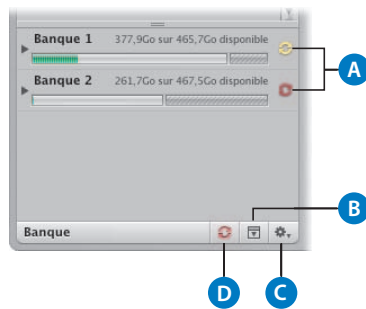 Banque 1 377,9Go sur 465,7Go disponible
A
Banque 2 261,7Go sur 467,5Go disponible
B
Banque
D
C